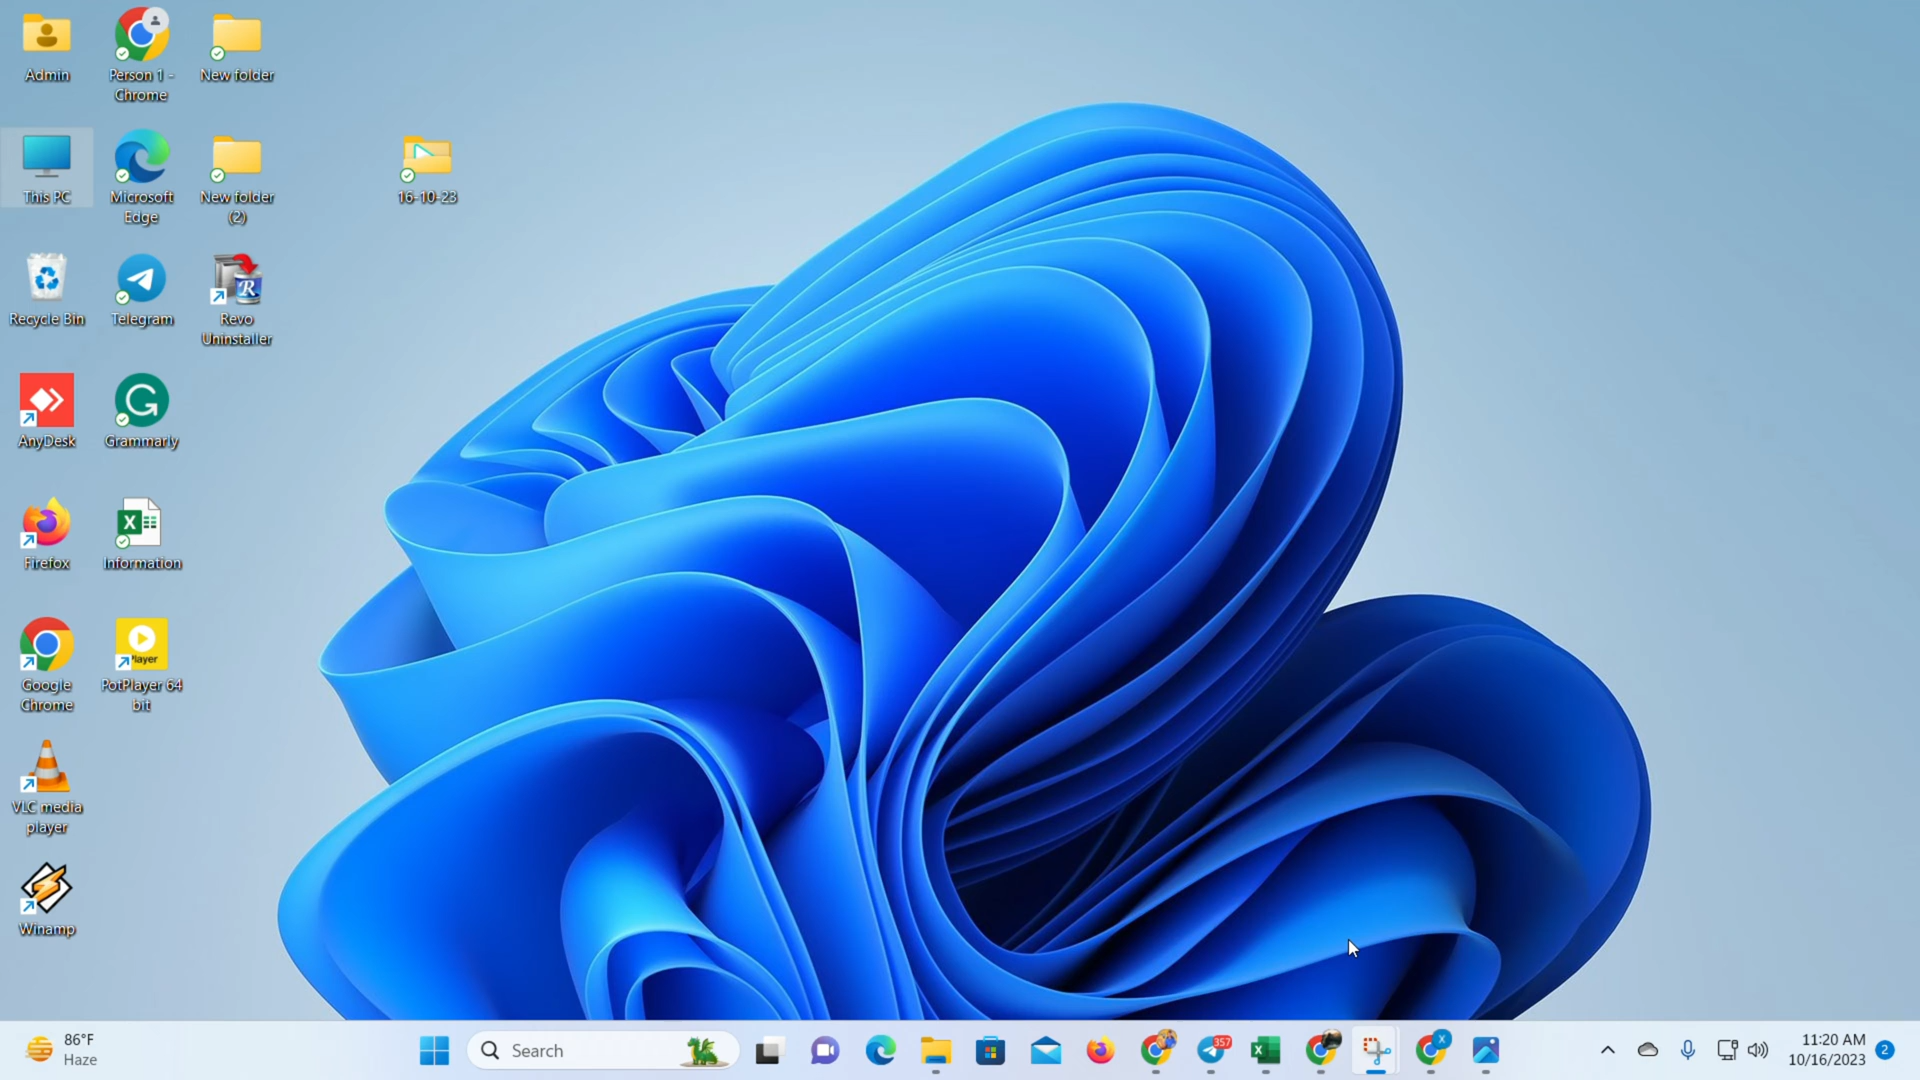 Admin
Person 1 -
Chrome
New folder
This PC
Microsoft
Edge
New folder
(2)
16-10-23
Recycle Bin
Telegram
Revo
Uninstaller
AnyDesk
Grammarly
Firefox
Information
Google
Chrome
PotPlayer 64
bit
VLC media
player
Winamp
86°F
Haze
Search
357
X
11:20 AM
10/16/2023
2